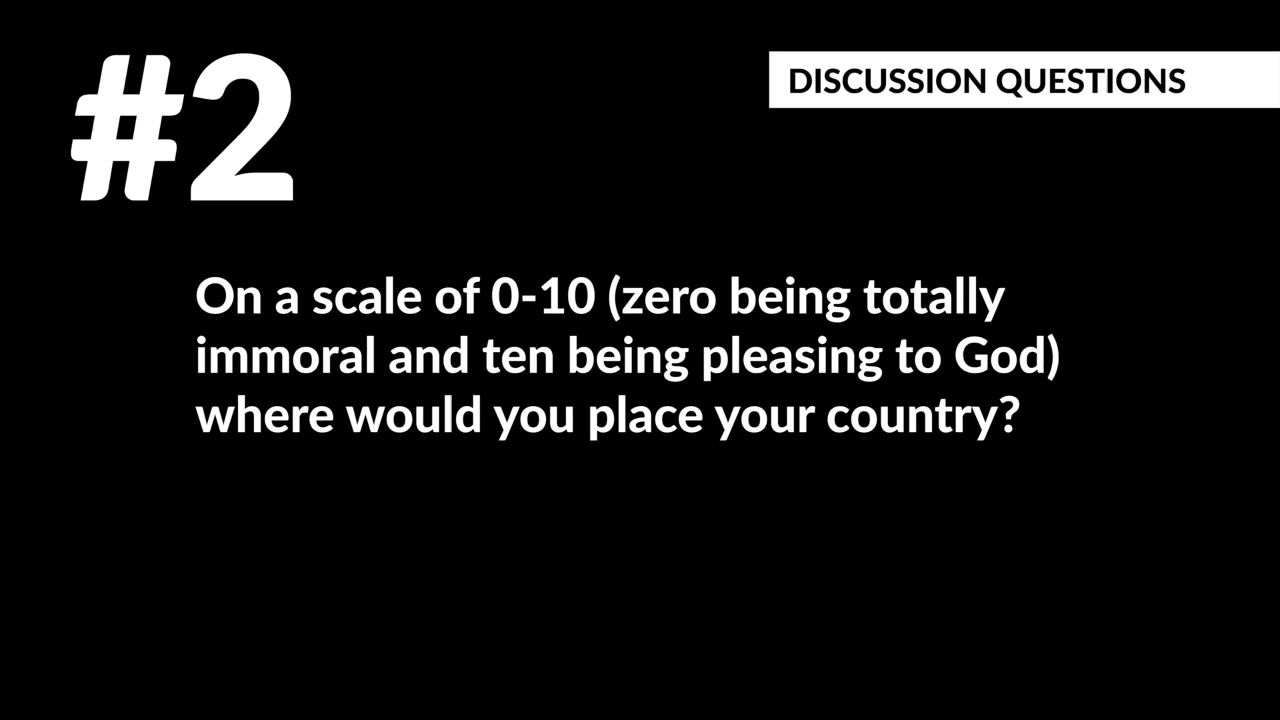 #2
DISCUSSION QUESTIONS
On a scale of 0-10 (zero being totally
immoral and ten being pleasing to God)
where would you place your country?